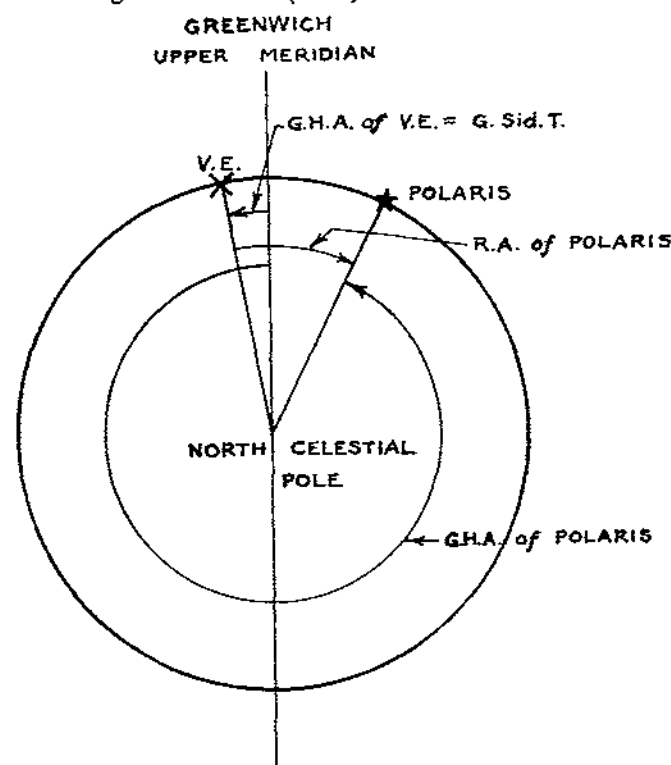 GREENWICH
UPPER MERIDIAN
G.H.A. of V.E. = G. Sid. T.
V.E.
POLARIS
R.A. of POLARIS
NORTH CELESTIAL
POLE
G.H.A. of POLARIS